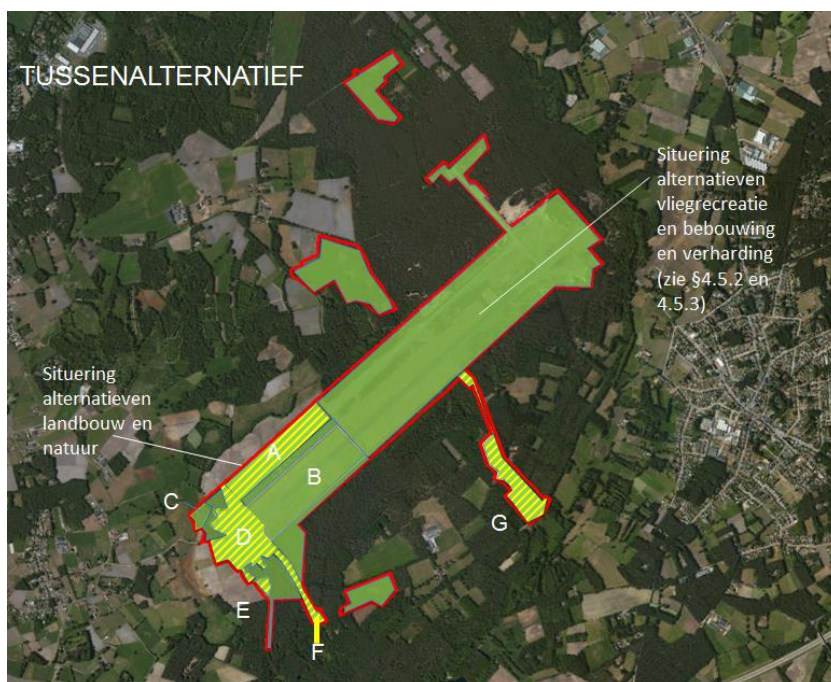 TUSSENALTERNATIEF
Situering
alternatieven
vliegrecreatie
en bebouwing
en verharding
(zie §4.5.2 en
4.5.3)
Situering
alternatieven
landbouw en
natuur
A
B
C
D
G
E
F